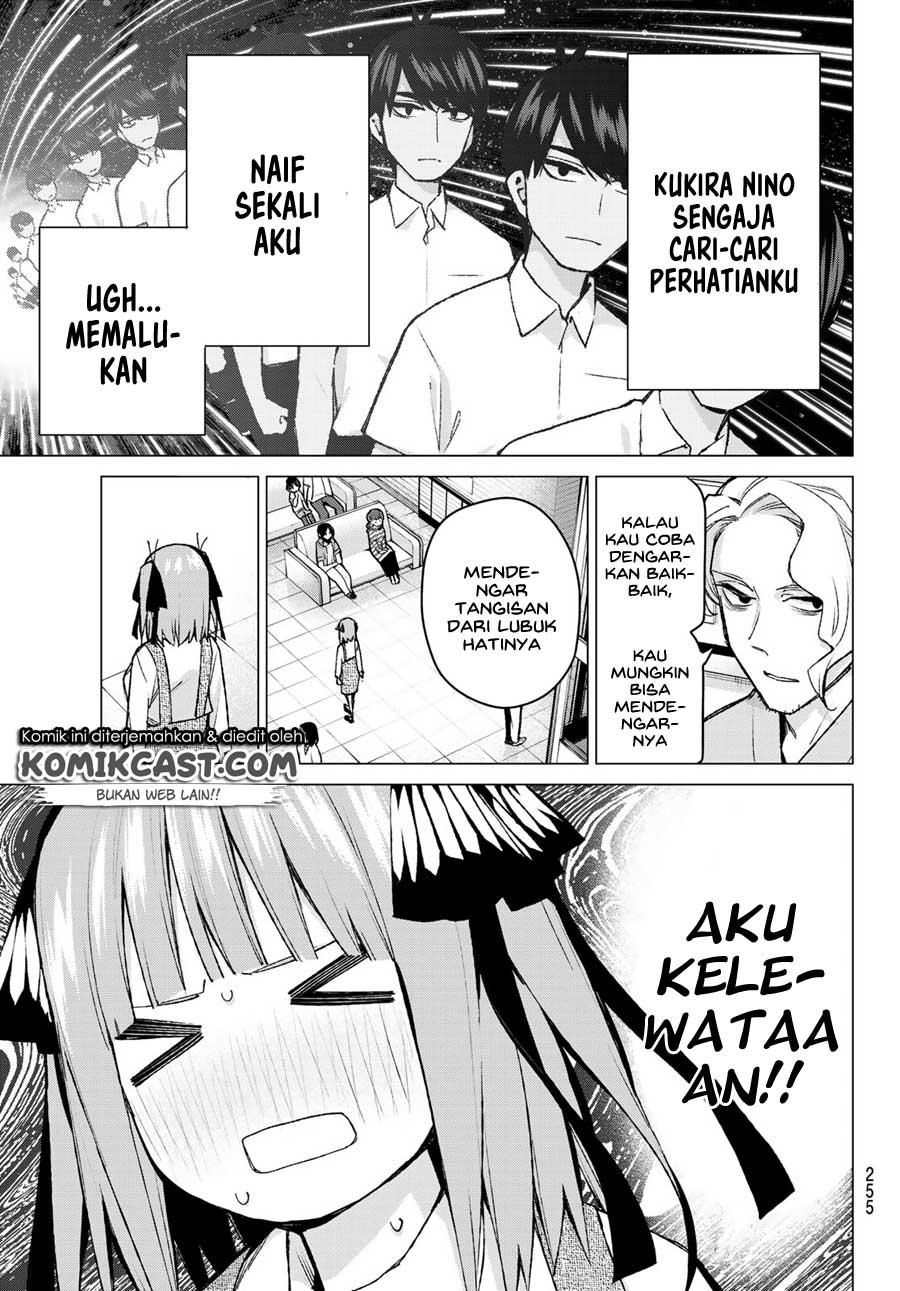 KUKIRA NINO
SENGAJA
CARI-CARI
PERHATIANKU
NAIF
SEKALI
AKU
UGH...
MEMALU-
KAN
KALAU
KAU COBA
DENGAR-
KAN BAIK-
BAIK,
KAU
MUNGKIN
BISA
MENDE-
NGAR-
NYA
MENDE-
NGAR
TANGISAN
DARI LUBUK
HATINYA
Komik ini diterjemahkan & diedit oleh
KOMIKCAST.COM
BUKAN WEB LAIN!!
AKU
KELE-
WATAA
AN!!
255